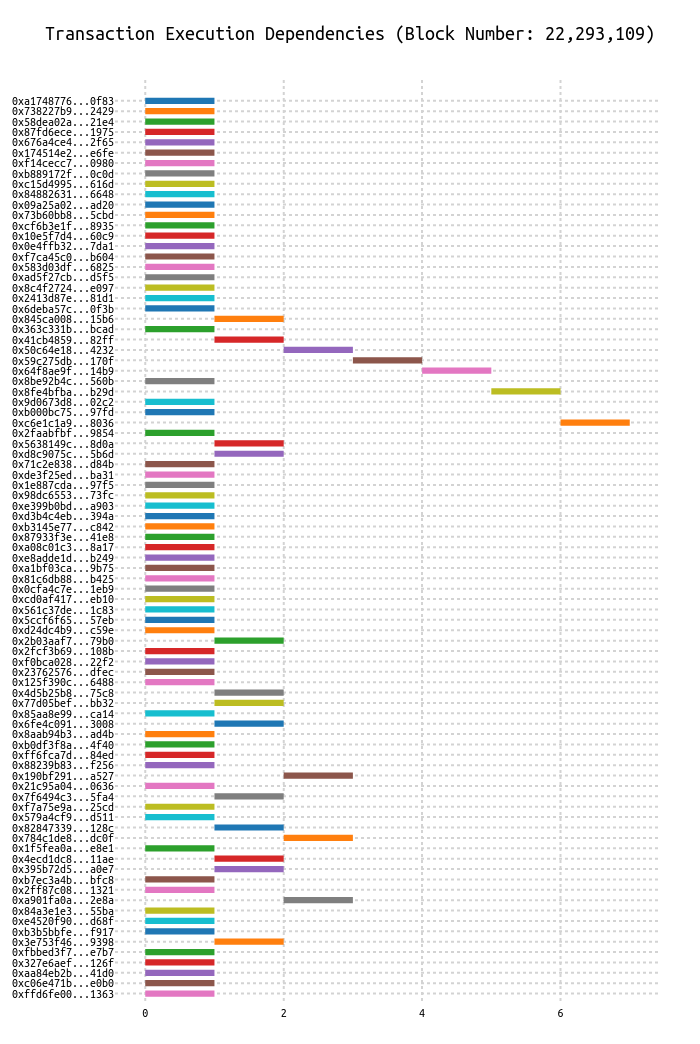 Transaction Execution Dependencies (Block Number: 22,293,109)
0xa1748776...0f83
0x738227b9...2429
0x58dea02a...21e4
0x87fd6ece...1975
0x676a4ce4...2f65
0x174514e2...e6fe
0xf14cecc7...0980
0xb889172f...0c0d
0xc15d4995...616d
0x84882631...6648
0x09a25a02...ad20
0x73b60bb8...5cbd
0xcf6b3e1f...8935
0x10e5f7d4...60c9
0x0e4ffb32...7da1
0xf7ca45c0...b604
0x583d03df...6825
0xad5f27cb...d5f5
0x8c4f2724...e097
0x2413d87e...81d1
0x6deba57c...0f3b
0x845ca008...15b6
0x363c331b...bcad
0x41cb4859...82ff
0x50c64e18...4232
0x59c275db...170f
0x64f8ae9f...14b9
0x8be92b4c...560b
0x8fe4bfba...b29d
0x9d0673d8...02c2
0xb000bc75...97fd
0xc6e1c1a9...8036
0x2faabfbf...9854
0x5638149c...8d0a
0xd8c9075c...5b6d
0x71c2e838...d84b
0xde3f25ed...ba31
0x1e887cda...97f5
0x98dc6553...73fc
0xe399b0bd...a903
0xd3b4c4eb...394a
0xb3145e77...c842
0x87933f3e...41e8
0xa08c01c3...8a17
0xe8adde1d...b249
0xa1bf03ca...9b75
0x81c6db88...b425
0x0cfa4c7e...1eb9
0xcd0af417...eb10
0x561c37de...1c83
0x5ccf6f65...57eb
0xd24dc4b9...c59e
0x2b03aaf7...79b0
0x2fcf3b69...108b
0xf0bca028...22f2
0x23762576...dfec
0x125f390c...6488
0x4d5b25b8...75c8
0x77d05bef...bb32
0x85aa8e99...ca14
0x6fe4c091...3008
0x8aab94b3...ad4b
0xb0df3f8a...4f40
0xff6fca7d...84ed
0x88239b83...f256
0x190bf291...a527
0x21c95a04...0636
0x7f6494c3...5fa4
0xf7a75e9a...25cd
0x579a4cf9...d511
0x82847339...128c
0x784c1de8...dc0f
0x1f5fea0a...e8e1
0x4ecd1dc8...11ae
0x395b72d5...a0e7
0xb7ec3a4b...bfc8
0x2ff87c08...1321
0xa901fa0a...2e8a
0x84a3e1e3...55ba
0xe4520f90...d68f
0xb3b5bbfe...f917
0x3e753f46...9398
0xfbbed3f7...e7b7
0x327e6aef...126f
0xaa84eb2b...41d0
0xc06e471b...e0b0
0xffd6fe00...1363
0 2 4 6